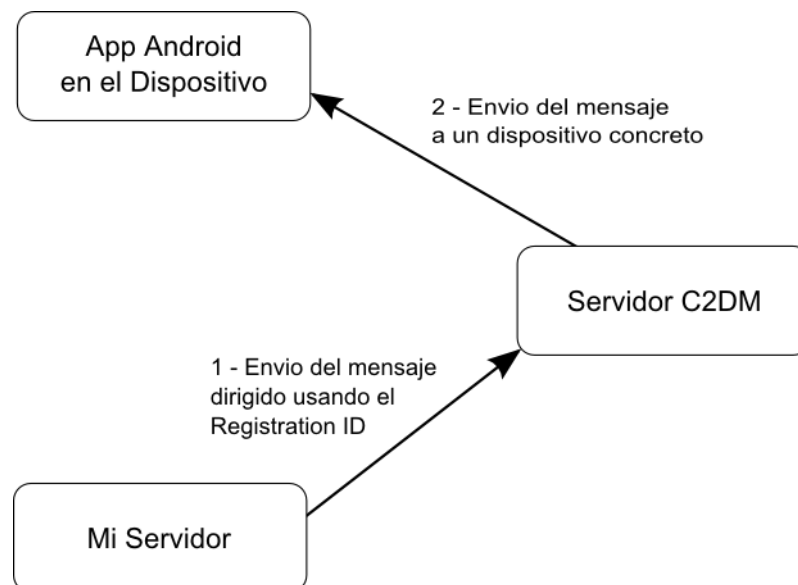 App Android
en el Dispositivo
2 - Envio del mensaje
a un dispositivo concreto
Servidor C2DM
1 - Envio del mensaje
dirigido usando el
Registration ID
Mi Servidor